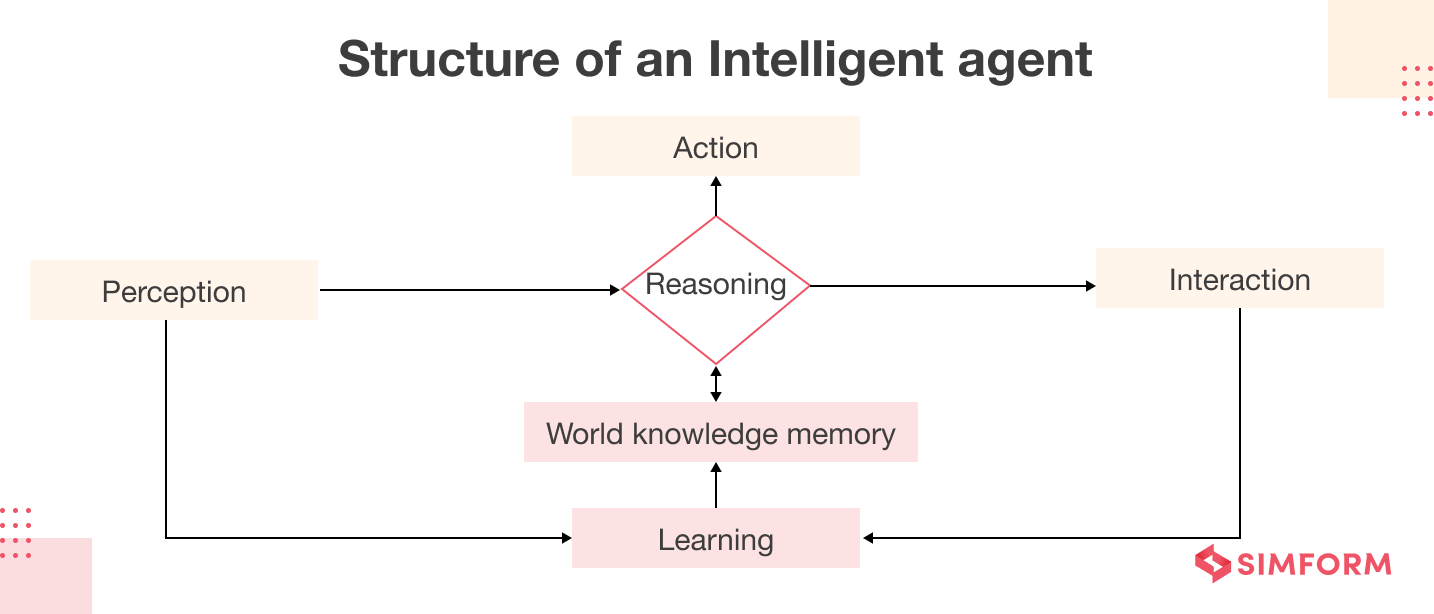 Structure of an Intelligent agent
Action
Perception
Reasoning
Interaction
World knowledge memory
Learning
SIMFORM